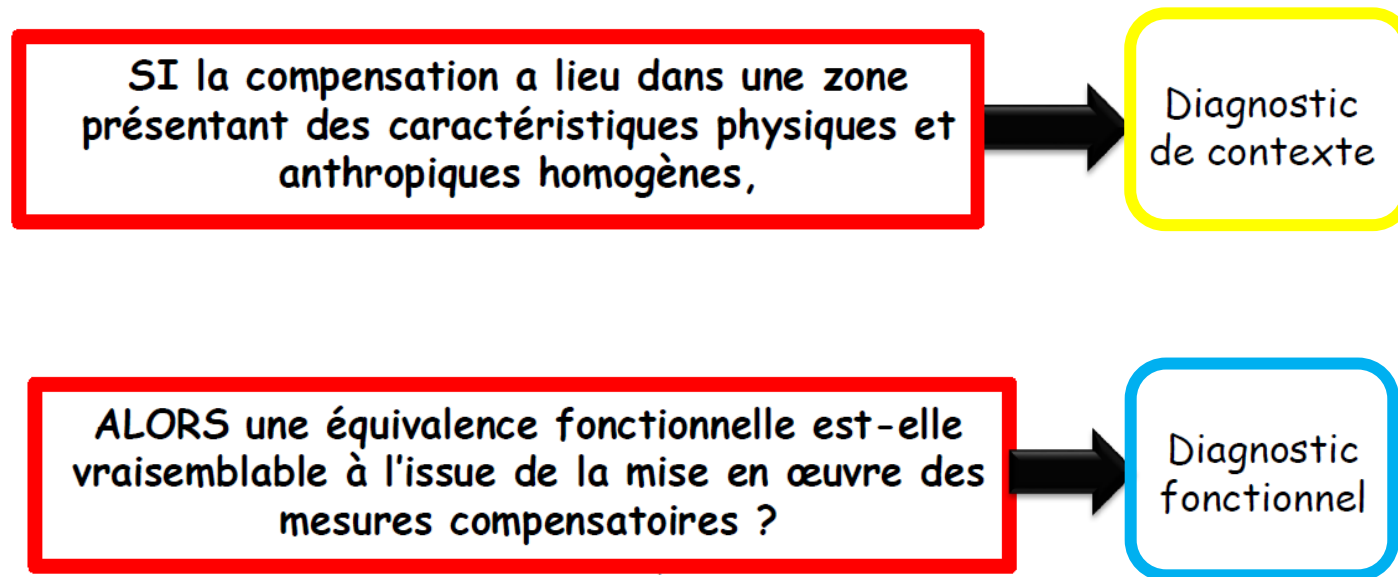 SI la compensation a lieu dans une zone
présentant des caractéristiques physiques et
anthropiques homogènes,
Diagnostic
de contexte
ALORS une équivalence fonctionnelle est-elle
vraisemblable à l'issue de la mise en œuvre des
mesures compensatoires ?
Diagnostic
fonctionnel